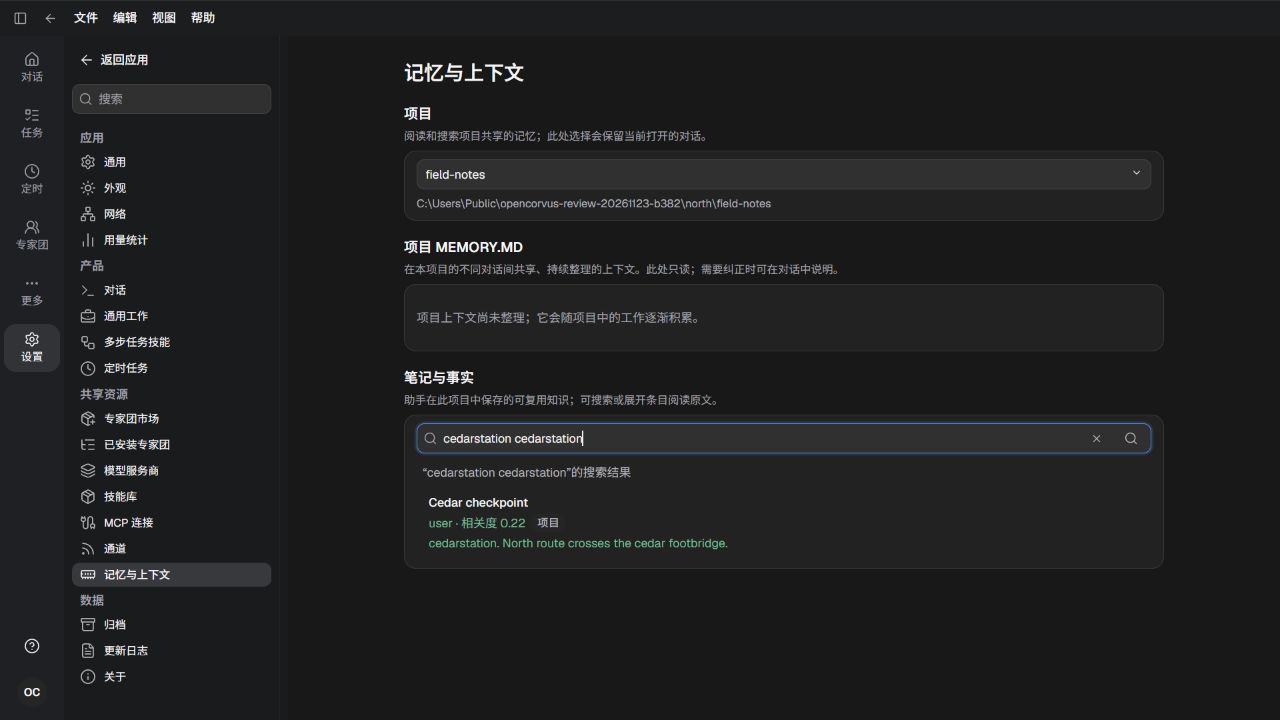 文件 编辑 视图 帮助
对话
任务
定时
专家团
更多
设置
OC
返回应用
搜索
应用
通用
外观
网络
用量统计
产品
对话
通用工作
多步任务技能
定时任务
共享资源
专家团市场
已安装专家团
模型服务商
技能库
MCP 连接
通道
记忆与上下文
数据
归档
更新日志
关于
记忆与上下文
项目
阅读和搜索项目共享的记忆；此处选择会保留当前打开的对话。
field-notes
C:\Users\Public\opencorvus-review-20261123-b382\north\field-notes
项目 MEMORY.MD
在本项目的不同对话间共享、持续整理的上下文。此处只读；需要纠正时可在对话中说明。
项目上下文尚未整理；它会随项目中的工作逐渐积累。
笔记与事实
助手在此项目中保存的可复用知识；可搜索或展开条目阅读原文。
cedarstation cedarstation
“cedarstation cedarstation”的搜索结果
Cedar checkpoint
user · 相关度 0.22 项目
cedarstation. North route crosses the cedar footbridge.